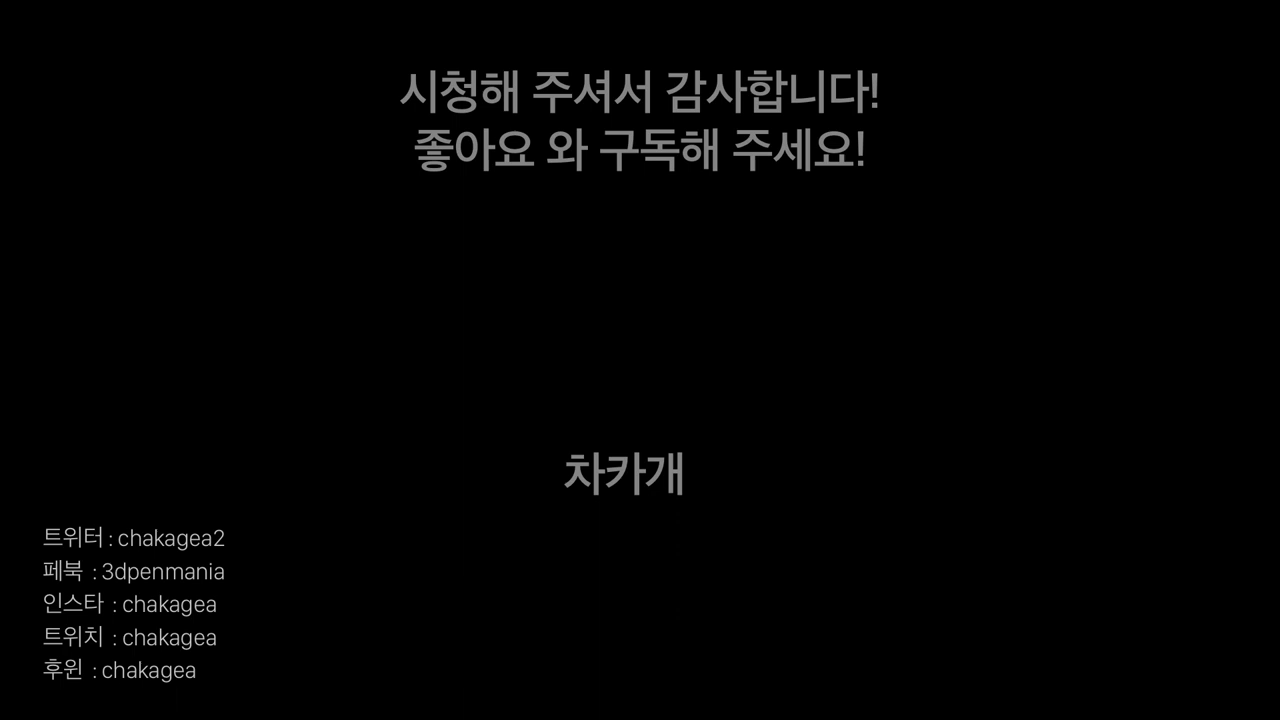 시청해 주셔서 감사합니다!
좋아요 와 구독해 주세요!
차카개
트위터 : chakagea2
페북 : 3dpenmania
인스타 : chakagea
트위치 : chakagea
후원 : chakagea